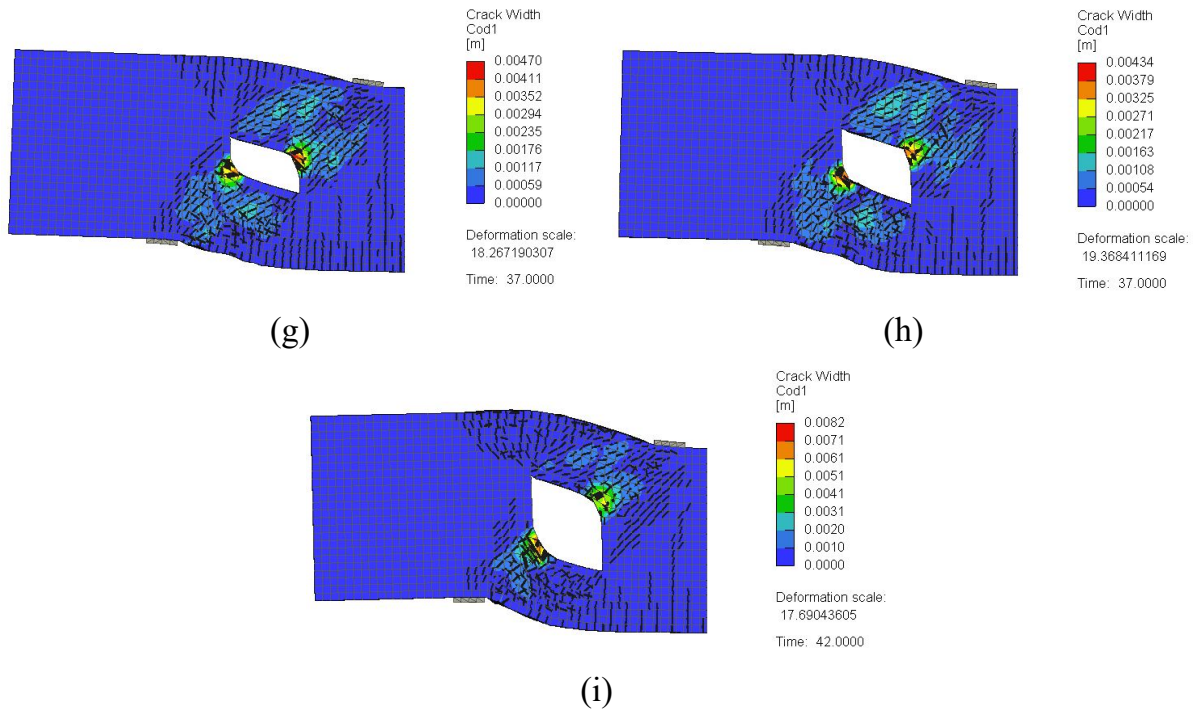 Crack Width
Cod1
[m]
0.00470
0.00411
0.00352
0.00294
0.00235
0.00176
0.00117
0.00059
0.00000
Deformation scale:
18.267190307
Time: 37.0000
(g)
Crack Width
Cod1
[m]
0.00434
0.00379
0.00325
0.00271
0.00217
0.00163
0.00108
0.00054
0.00000
Deformation scale:
19.368411169
Time: 37.0000
(h)
Crack Width
Cod1
[m]
0.0082
0.0071
0.0061
0.0051
0.0041
0.0031
0.0020
0.0010
0.0000
Deformation scale:
17.69043605
Time: 42.0000
(i)